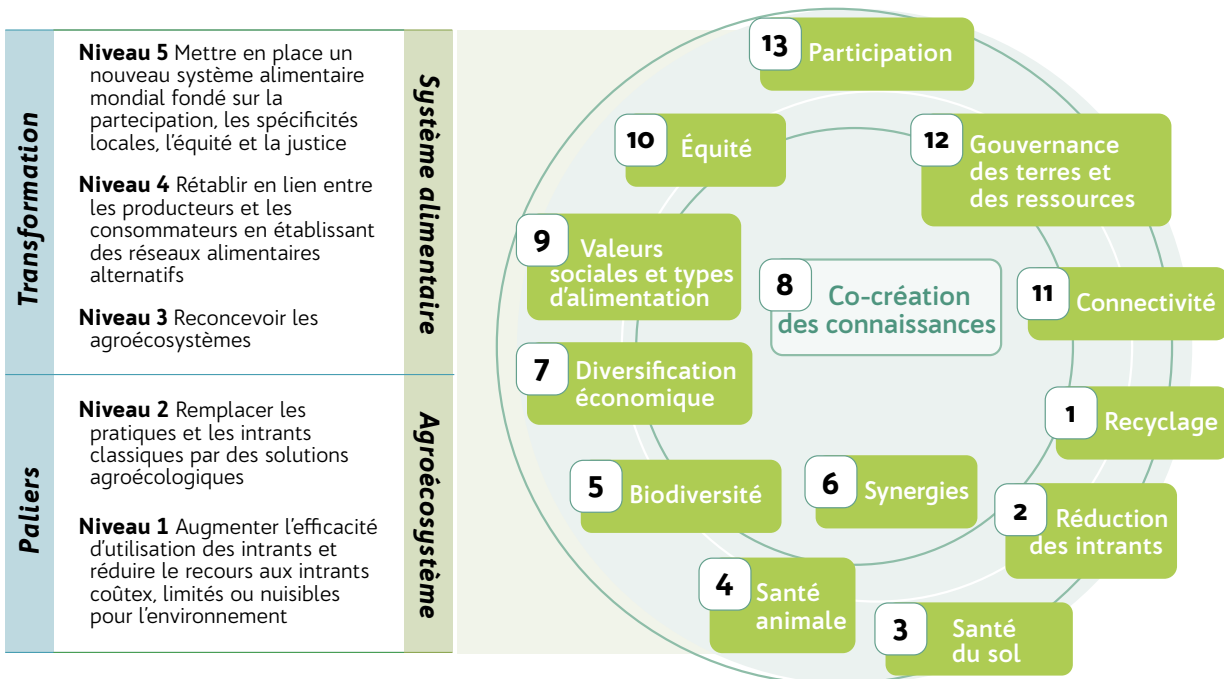 Transformation
Niveau 5 Mettre en place un
nouveau système alimentaire
mondial fondé sur la
partecipation, les spécificités
locales, l'équité et la justice
Niveau 4 Rétablir en lien entre
les producteurs et les
consommateurs en établissant
des réseaux alimentaires
alternatifs
Niveau 3 Reconcevoir les
agroécosystèmes
Système alimentaire
Paliers
Niveau 2 Remplacer les
pratiques et les intrants
classiques par des solutions
agroécologiques
Niveau 1 Augmenter l'efficacité
d'utilisation des intrants et
réduire le recours aux intrants
coûtex, limités ou nuisibles
pour l'environnement
Agroécosystème
13 Participation
10 Équité
12 Gouvernance
des terres et
des ressources
9 Valeurs
sociales et types
d'alimentation
8 Co-création
des connaissances
11 Connectivité
7 Diversification
économique
1 Recyclage
5 Biodiversité
6 Synergies
2 Réduction
des intrants
4 Santé
animale
3 Santé
du sol